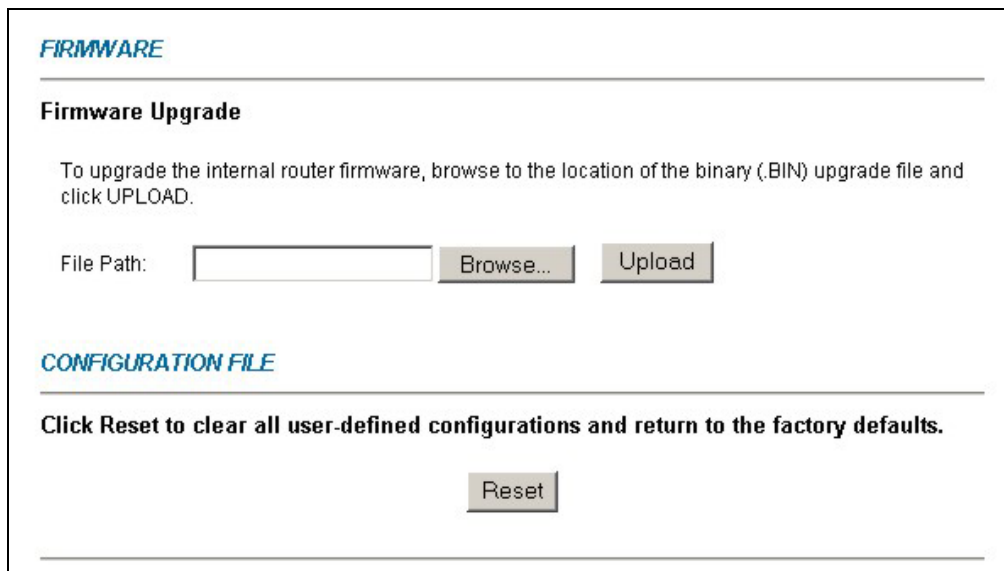 FIRMWARE
Firmware Upgrade
To upgrade the internal router firmware, browse to the location of the binary (.BIN) upgrade file and
click UPLOAD.
File Path: Browse... Upload
CONFIGURATION FILE
Click Reset to clear all user-defined configurations and return to the factory defaults.
Reset